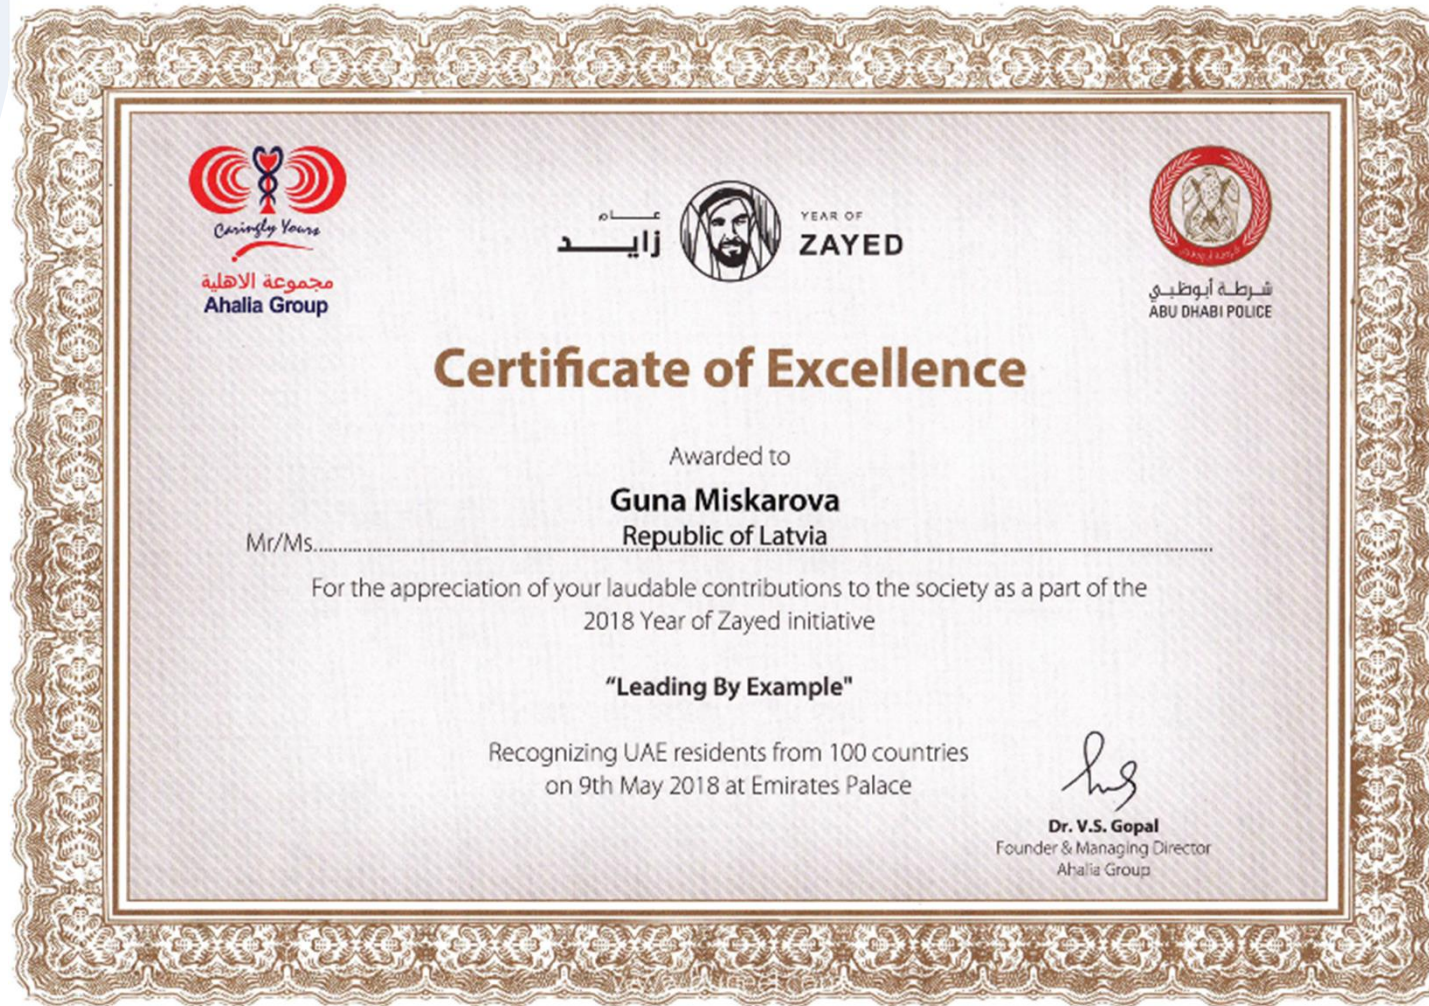 Caringly Yours
مجموعة الاهلية
Ahalia Group
عام
زايد
YEAR OF
ZAYED
شرطة أبوظبي
ABU DHABI POLICE
Certificate of Excellence
Awarded to
Guna Miskarova
Republic of Latvia
Mr/Ms.
For the appreciation of your laudable contributions to the society as a part of the
2018 Year of Zayed initiative
“Leading By Example"
Recognizing UAE residents from 100 countries
on 9th May 2018 at Emirates Palace
Dr. V.S. Gopal
Founder & Managing Director
Ahalia Group